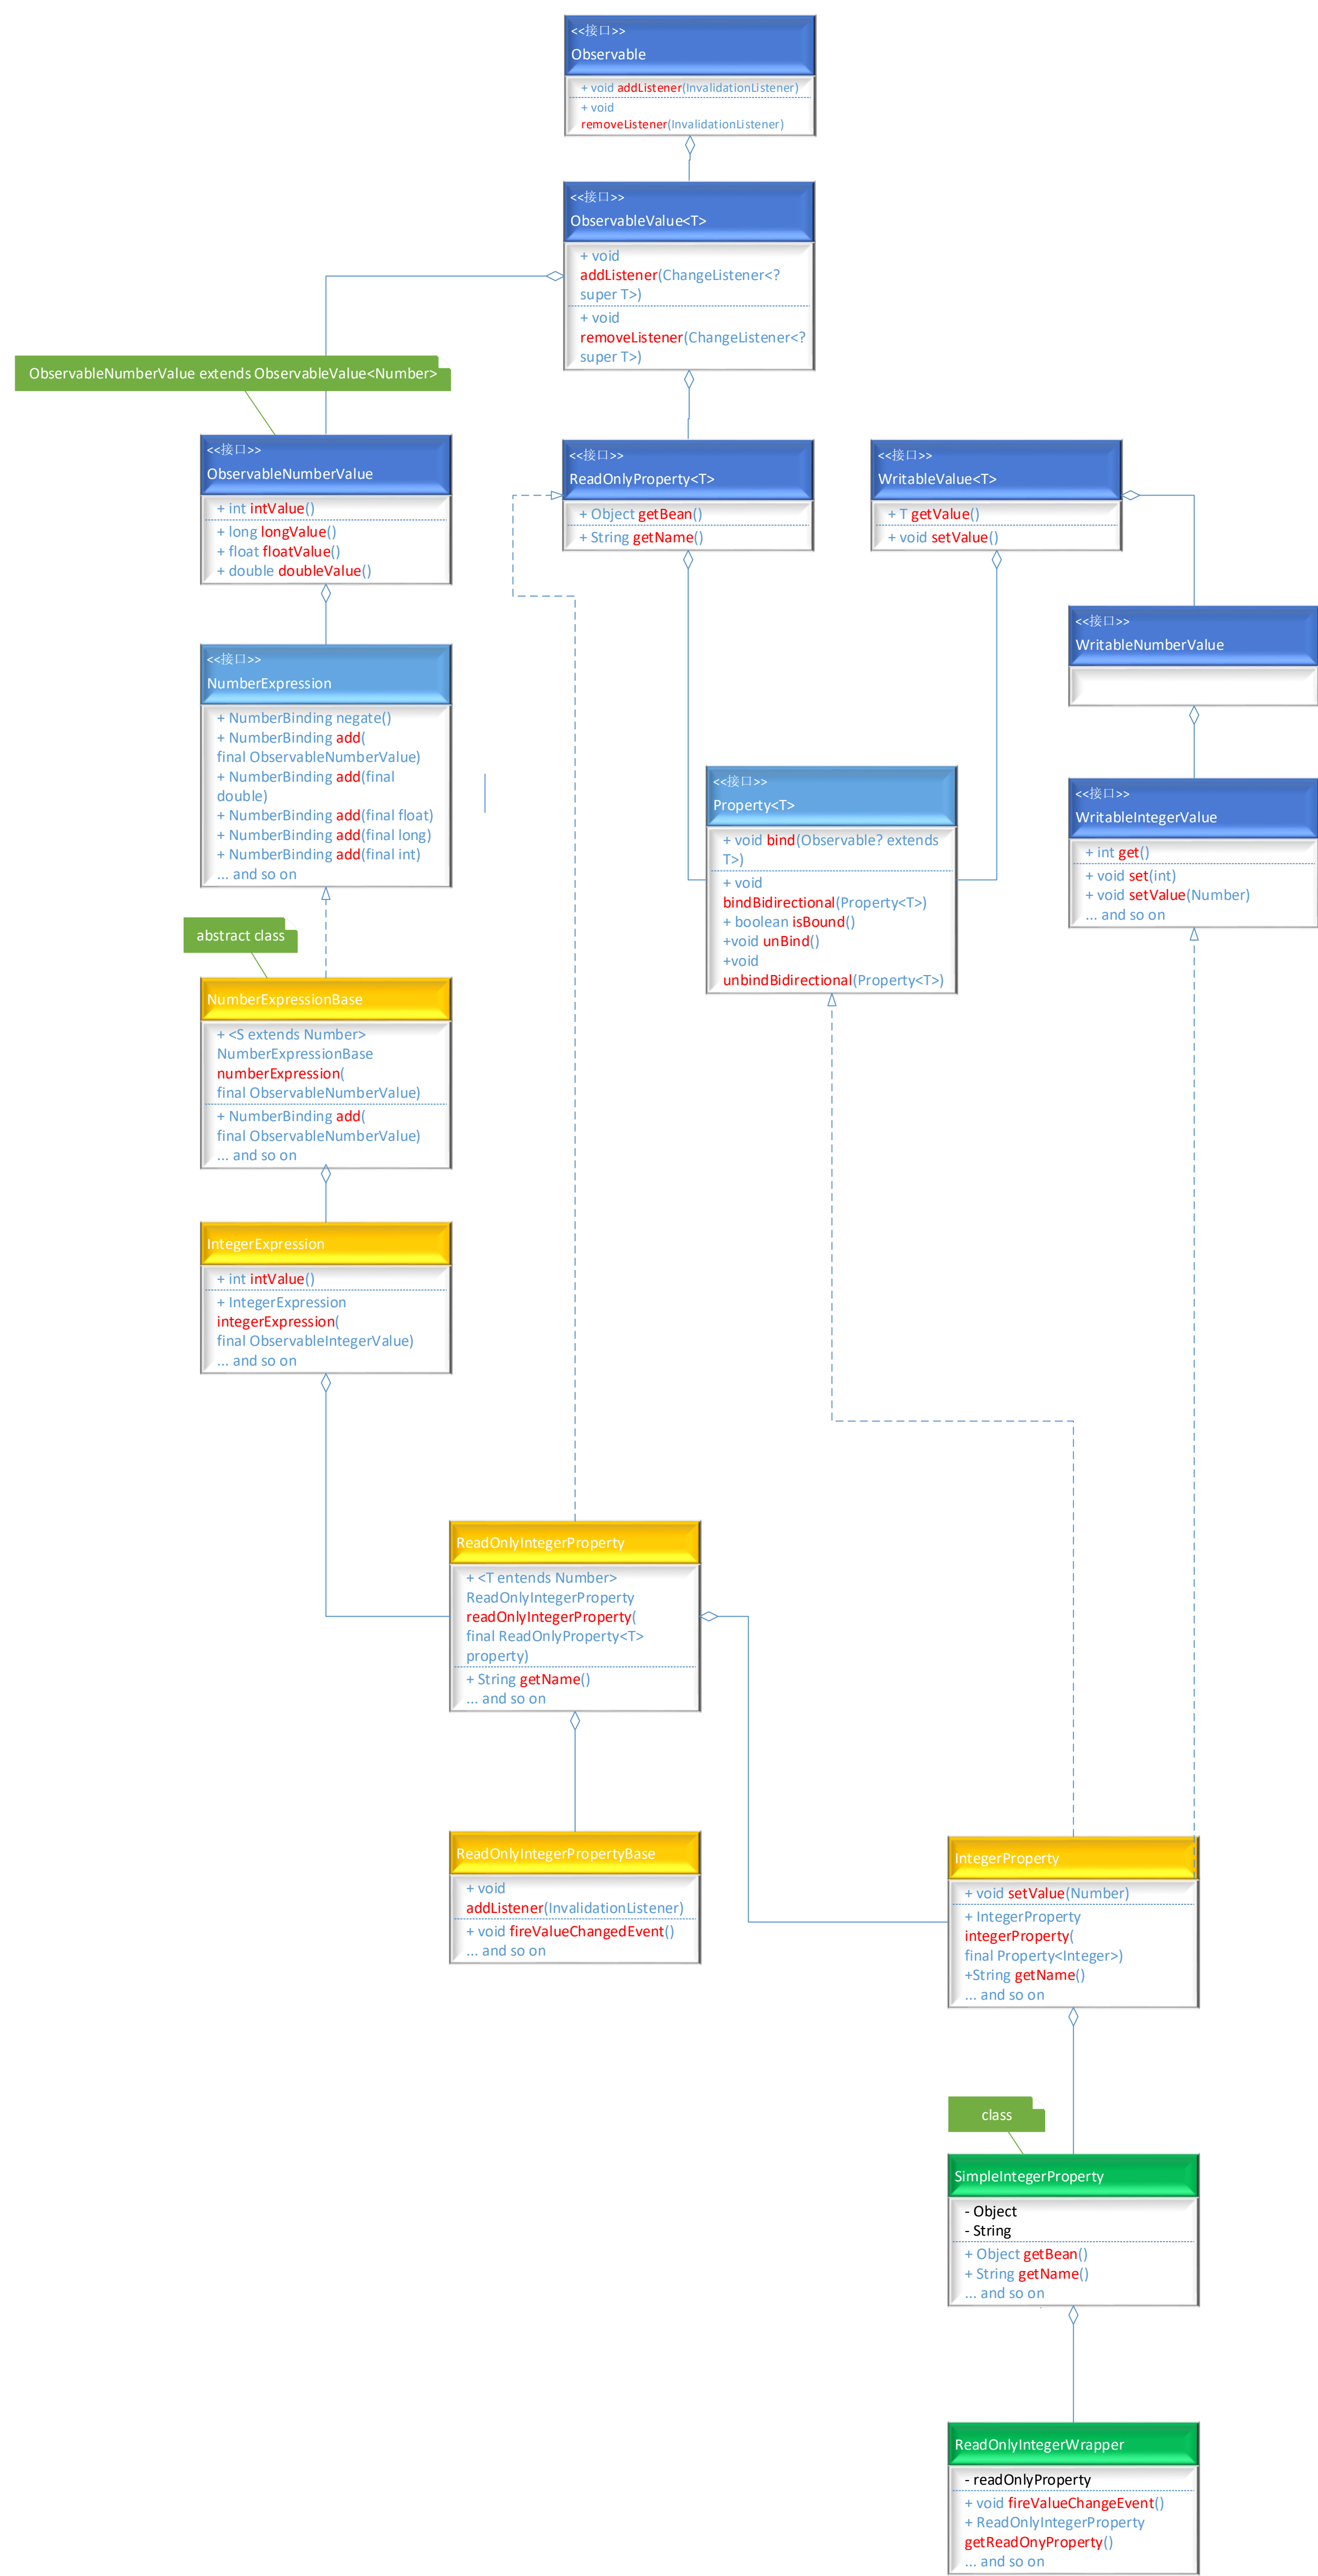 <<接口>>
Observable
+ void addListener(InvalidationListener)
+ void
removeListener(InvalidationListener)
<<接口>>
ObservableValue<T>
+ void
addListener(ChangeListener<?
super T>)
+ void
removeListener(ChangeListener<?
super T>)
ObservableNumberValue extends ObservableValue<Number>
<<接口>>
ObservableNumberValue
+ int intValue()
+ long longValue()
+ float floatValue()
+ double doubleValue()
<<接口>>
ReadOnlyProperty<T>
+ Object getBean()
+ String getName()
<<接口>>
WritableValue<T>
+ T getValue()
+ void setValue()
<<接口>>
WritableNumberValue
<<接口>>
NumberExpression
+ NumberBinding negate()
+ NumberBinding add(
final ObservableNumberValue)
+ NumberBinding add(final
double)
+ NumberBinding add(final float)
+ NumberBinding add(final long)
+ NumberBinding add(final int)
... and so on
<<接口>>
Property<T>
+ void bind(Observable? extends
T>)
+ void
bindBidirectional(Property<T>)
+ boolean isBound()
+void unBind()
+void
unbindBidirectional(Property<T>)
<<接口>>
WritableIntegerValue
+ int get()
+ void set(int)
+ void setValue(Number)
... and so on
abstract class
NumberExpressionBase
+ <S extends Number>
NumberExpressionBase
numberExpression(
final ObservableNumberValue)
+ NumberBinding add(
final ObservableNumberValue)
... and so on
IntegerExpression
+ int intValue()
+ IntegerExpression
integerExpression(
final ObservableIntegerValue)
... and so on
ReadOnlyIntegerProperty
+ <T entends Number>
ReadOnlyIntegerProperty
readOnlyIntegerProperty(
final ReadOnlyProperty<T>
property)
+ String getName()
... and so on
ReadOnlyIntegerPropertyBase
+ void
addListener(InvalidationListener)
+ void fireValueChangedEvent()
... and so on
IntegerProperty
+ void setValue(Number)
+ IntegerProperty
integerProperty(
final Property<Integer>)
+String getName()
... and so on
class
SimpleIntegerProperty
- Object
- String
+ Object getBean()
+ String getName()
... and so on
ReadOnlyIntegerWrapper
- readOnlyProperty
+ void fireValueChangeEvent()
+ ReadOnlyIntegerProperty
getReadOnyProperty()
... and so on